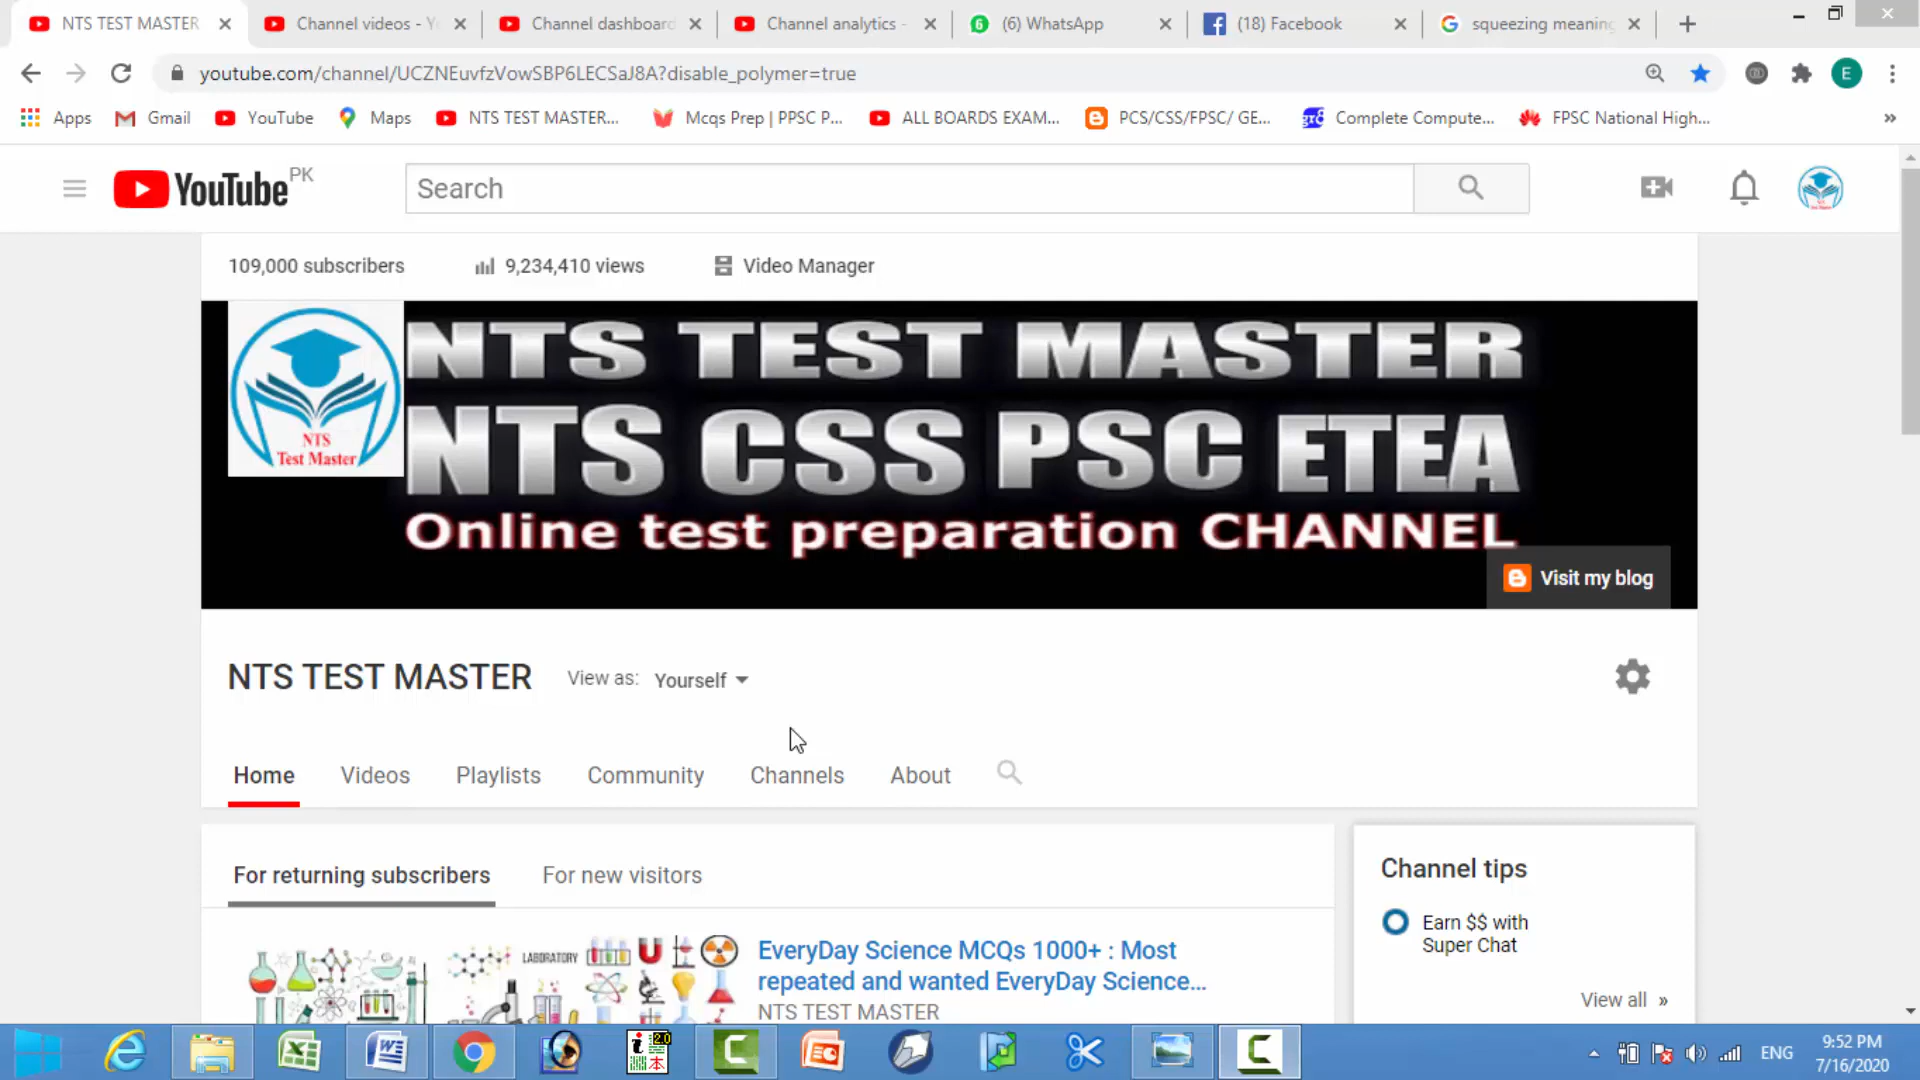 NTS TEST MASTER
Channel videos - Y
Channel dashboard
Channel analytics -
(6) WhatsApp
(18) Facebook
squeezing meaning
youtube.com/channel/UCZNEuvfzVowSBP6LECSaJ8A?disable_polymer=true
E
Apps
Gmail
YouTube
Maps
NTS TEST MASTER...
Mcqs Prep | PPSC P...
ALL BOARDS EXAM...
PCS/CSS/FPSC/ GE...
Complete Compute...
FPSC National High...
»
YouTube PK
Search
109,000 subscribers
9,234,410 views
Video Manager
NTS
Test Master
NTS TEST MASTER
NTS CSS PSC ETEA
Online test preparation CHANNEL
Visit my blog
NTS TEST MASTER
View as: Yourself
Home
Videos
Playlists
Community
Channels
About
For returning subscribers
For new visitors
Channel tips
Earn $$ with
Super Chat
View all »
LABORATORY
EveryDay Science MCQs 1000+ : Most
repeated and wanted EveryDay Science...
NTS TEST MASTER
ENG
9:52 PM
7/16/2020